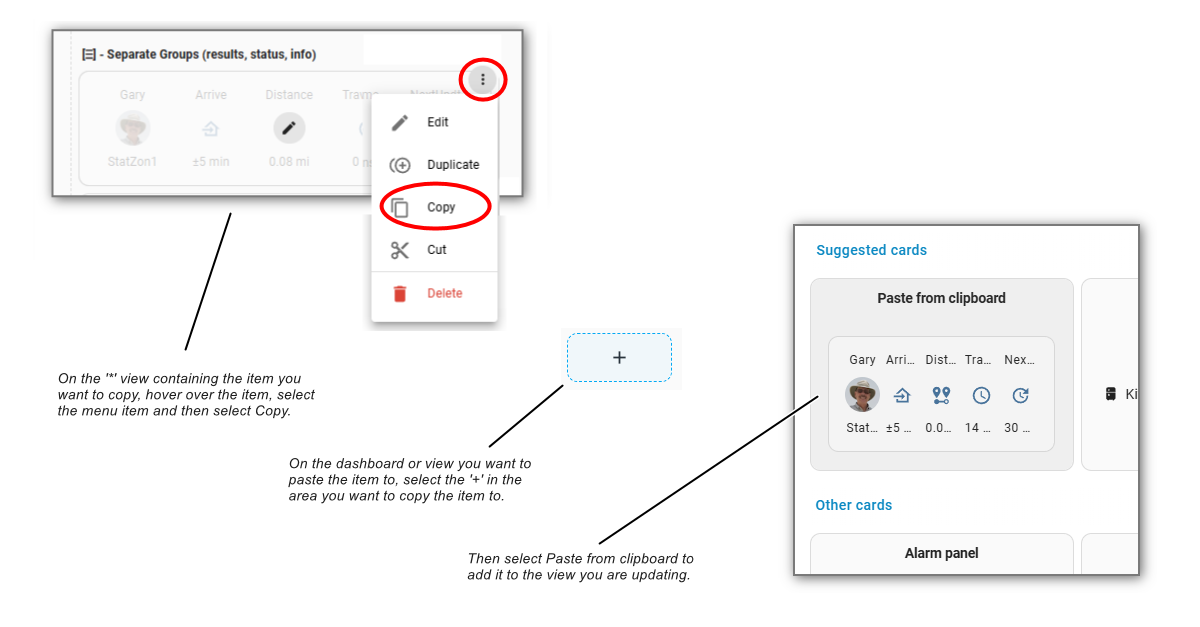 - Separate Groups (results, status, info)
Gary Arrive Distance
StatZon1 ±5 min 0.08 mi
Edit
Duplicate
Copy
Cut
Delete
On the '*' view containing the item you
want to copy, hover over the item, select
the menu item and then select Copy.
+
On the dashboard or view you want to
paste the item to, select the '+' in the
area you want to copy the item to.
Then select Paste from clipboard to
add it to the view you are updating.
Suggested cards
Paste from clipboard
Gary Arri... Dist... Tra... Nex...
Stat... ±5 ... 0.0... 14 ... 30 ...
Ki
Other cards
Alarm panel